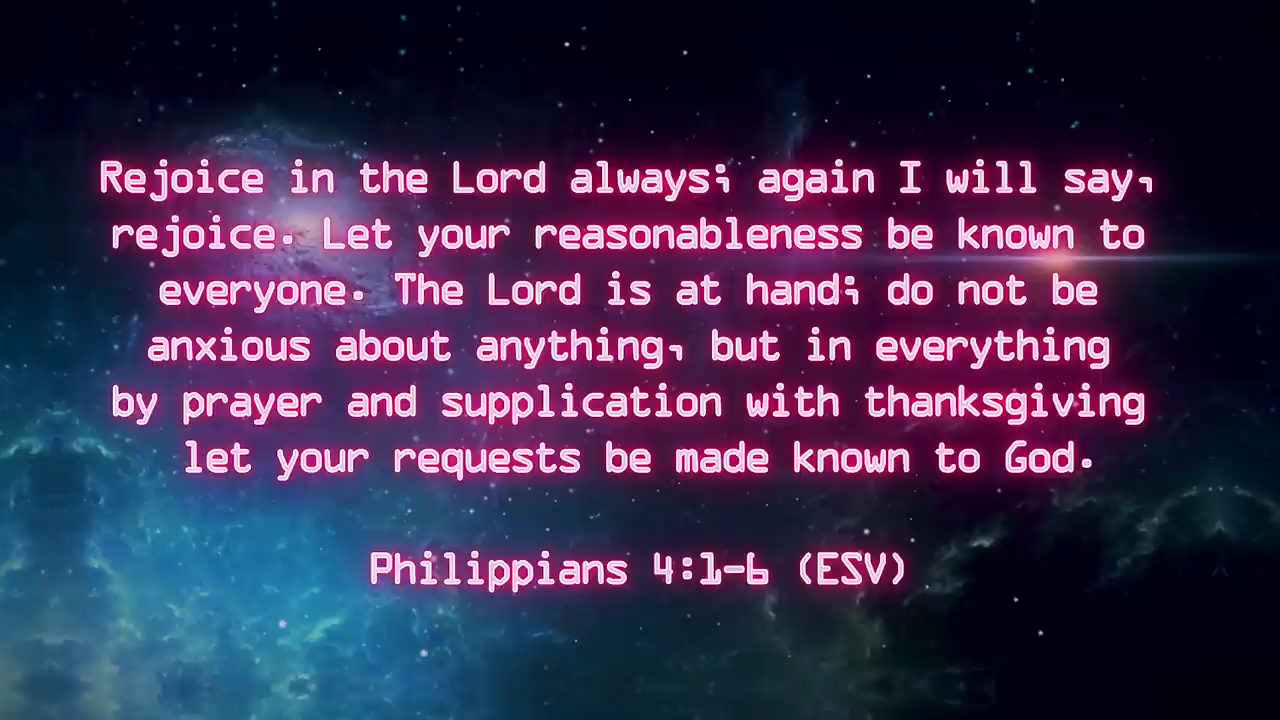 Rejoice in the Lord always; again I will say,
rejoice. Let your reasonableness be known to
everyone. The Lord is at hand; do not be
anxious about anything, but in everything
by prayer and supplication with thanksgiving
let your requests be made known to God.
Philippians 4:1-6 (ESV)